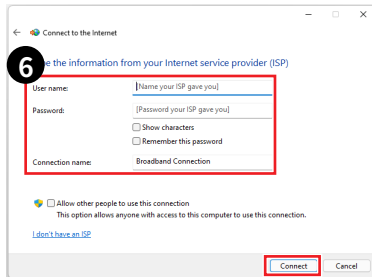 Connect to the Internet
6
the information from your Internet service provider (ISP)
User name:
[Name your ISP gave you]
Password:
[Password your ISP gave you]
Show characters
Remember this password
Connection name:
Broadband Connection
Allow other people to use this connection
This option allows anyone with access to this computer to use this connection.
I don't have an ISP
Connect
Cancel